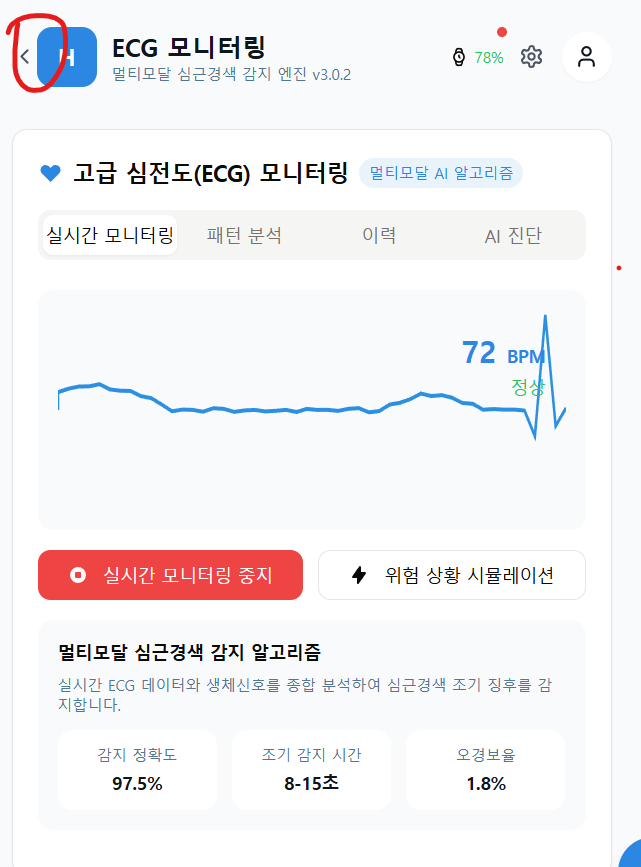 H
ECG 모니터링
멀티모달 심근경색 감지 엔진 v3.0.2
78%
고급 심전도(ECG) 모니터링
멀티모달 AI 알고리즘
실시간 모니터링
패턴 분석
이력
AI 진단
72 BPM
정상
실시간 모니터링 중지
위험 상황 시뮬레이션
멀티모달 심근경색 감지 알고리즘
실시간 ECG 데이터와 생체신호를 종합 분석하여 심근경색 조기 징후를 감
지합니다.
감지 정확도
97.5%
조기 감지 시간
8-15초
오경보율
1.8%